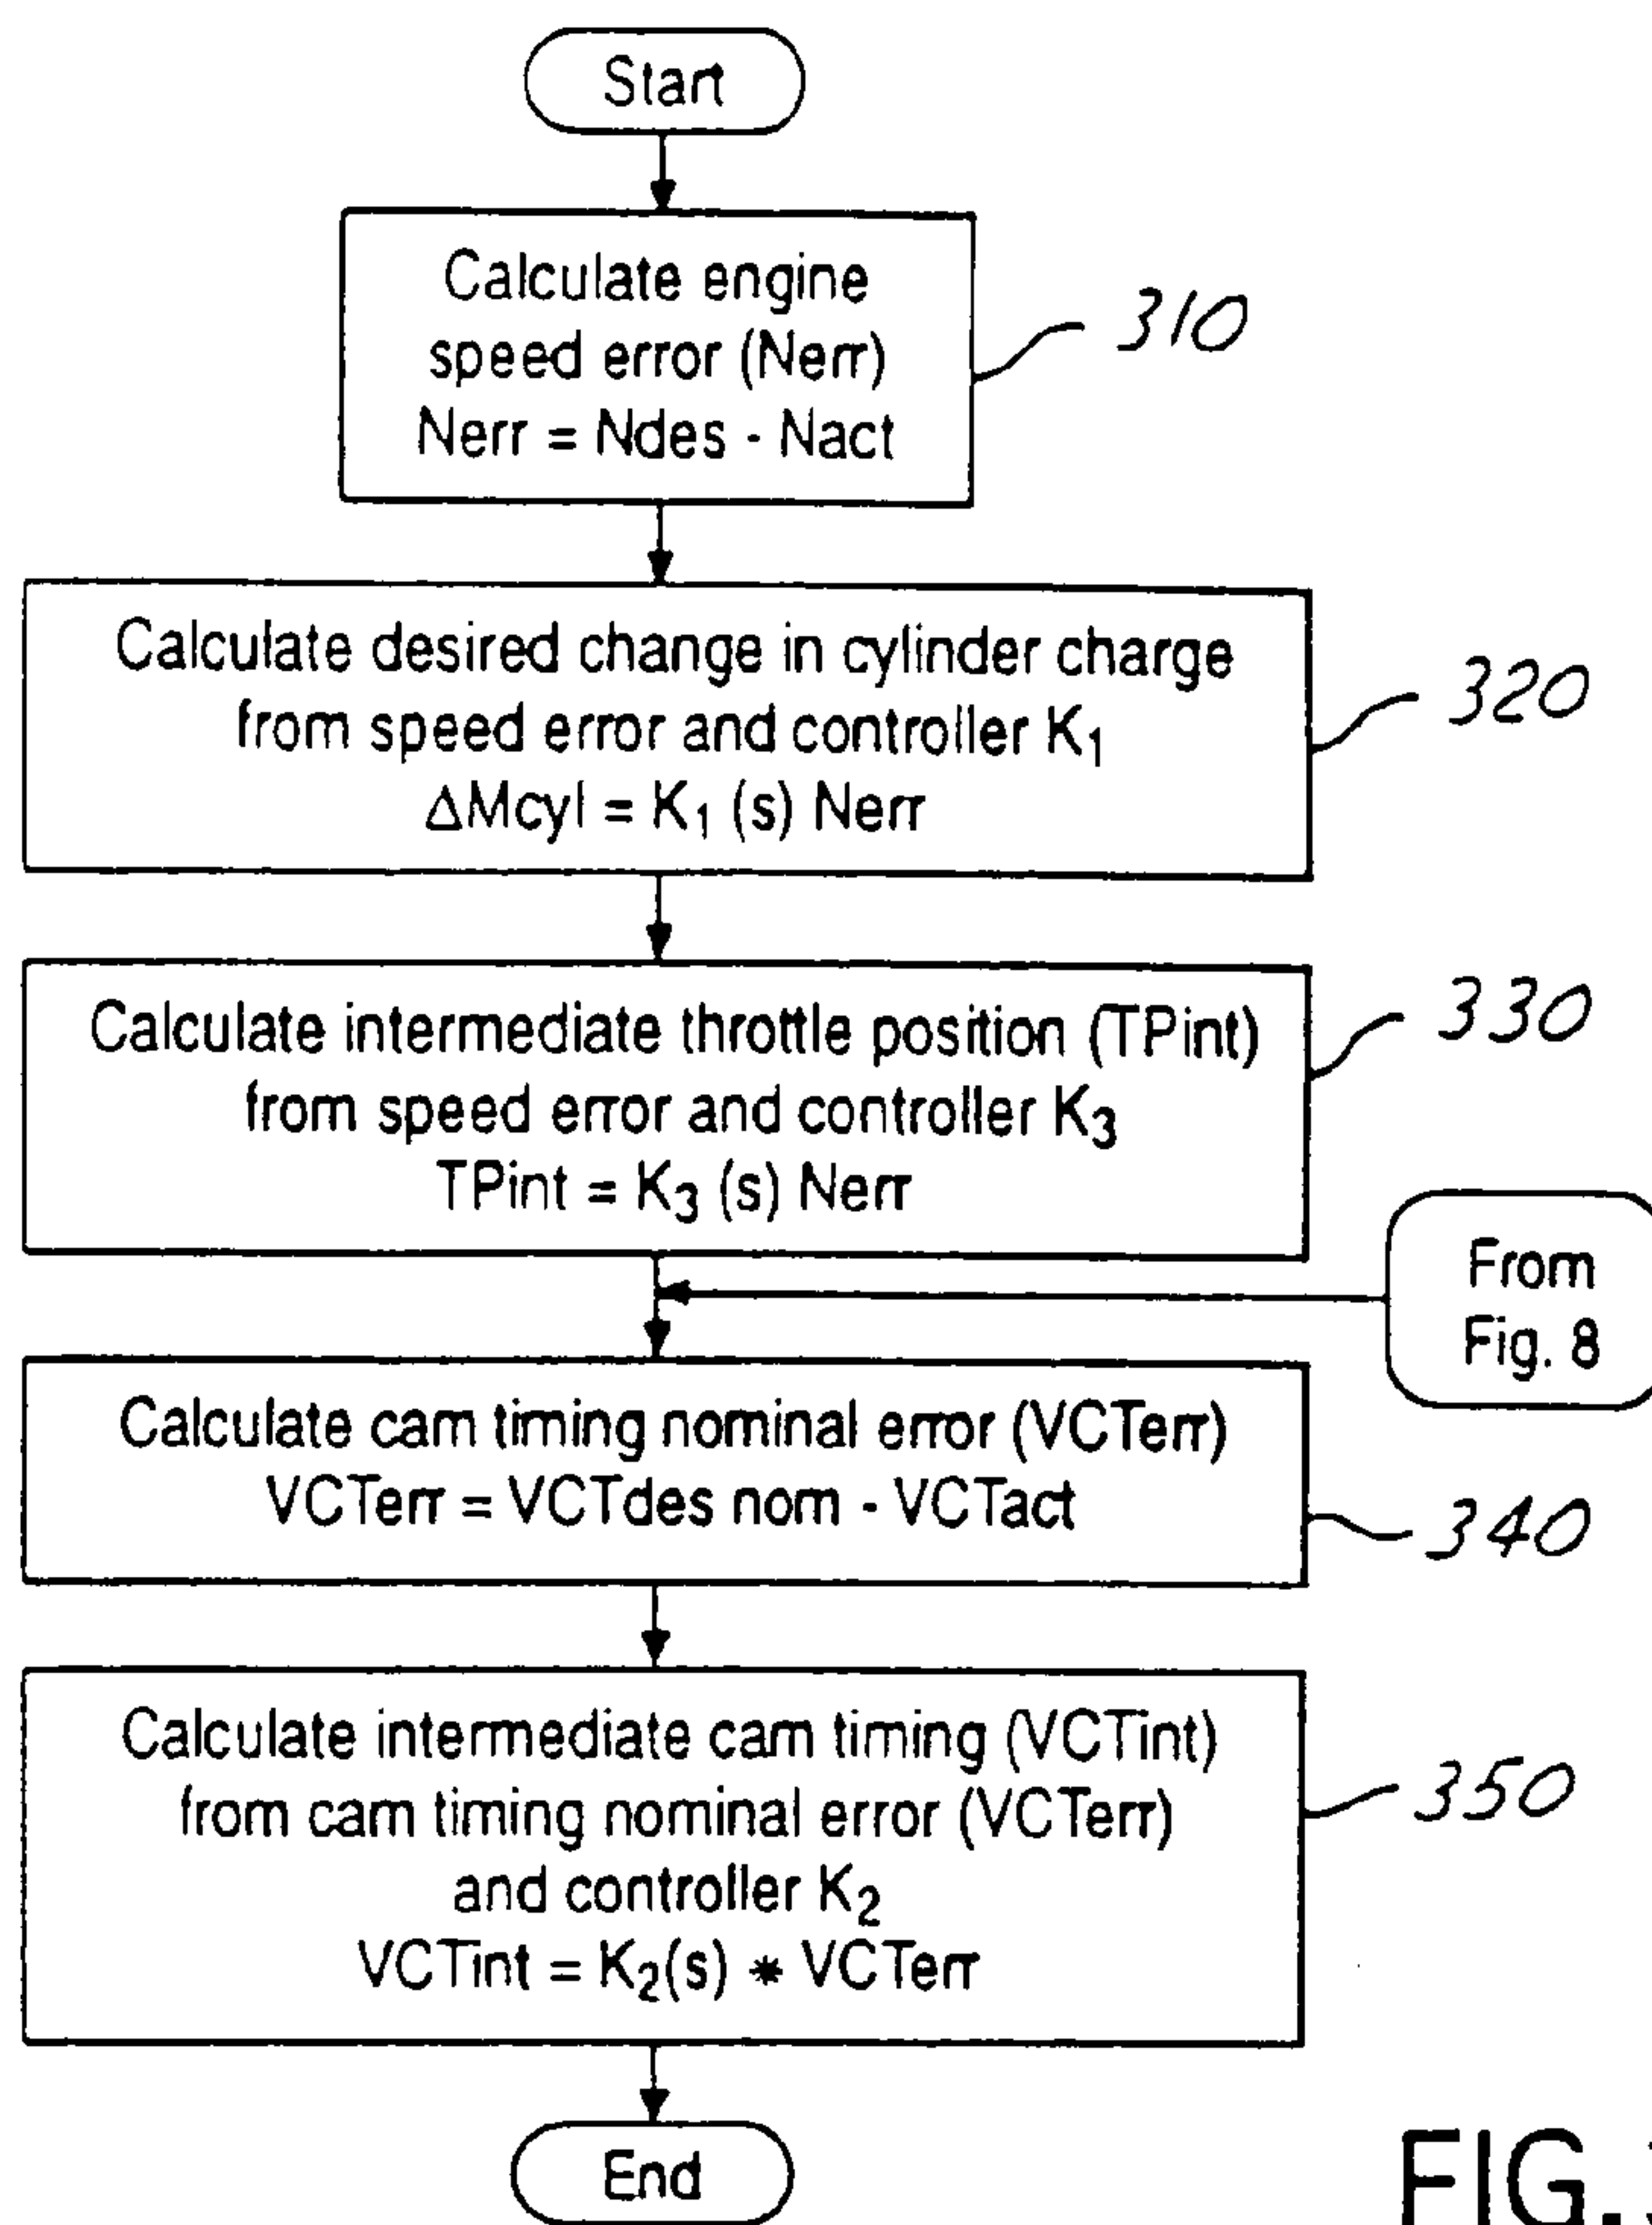 Start
Calculate engine
speed error (Nerr)
Nerr = Ndes - Nact
310
Calculate desired change in cylinder charge
from speed error and controller K₁
ΔMcyl = K₁ (s) Nerr
320
Calculate intermediate throttle position (TPint)
from speed error and controller K₃
TPint = K₃ (s) Nerr
330
From
Fig. 8
Calculate cam timing nominal error (VCTerr)
VCTerr = VCTdes nom - VCTact
340
Calculate intermediate cam timing (VCTint)
from cam timing nominal error (VCTerr)
and controller K₂
VCTint = K₂(s) * VCTerr
350
End
FIG.